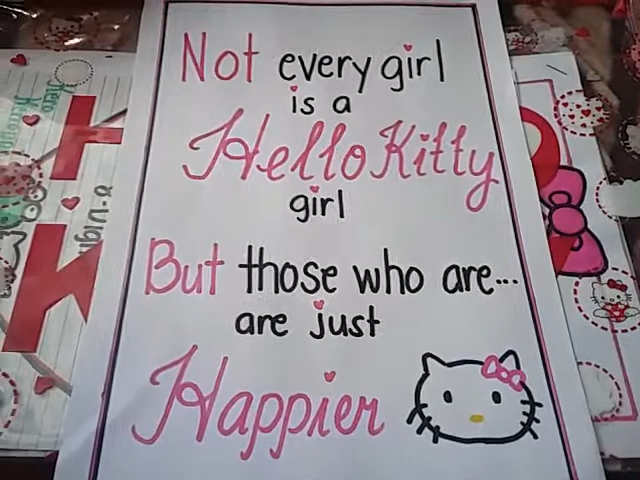 Not every girl
is a
Hello Kitty
girl
But those who are...
are just
Happier